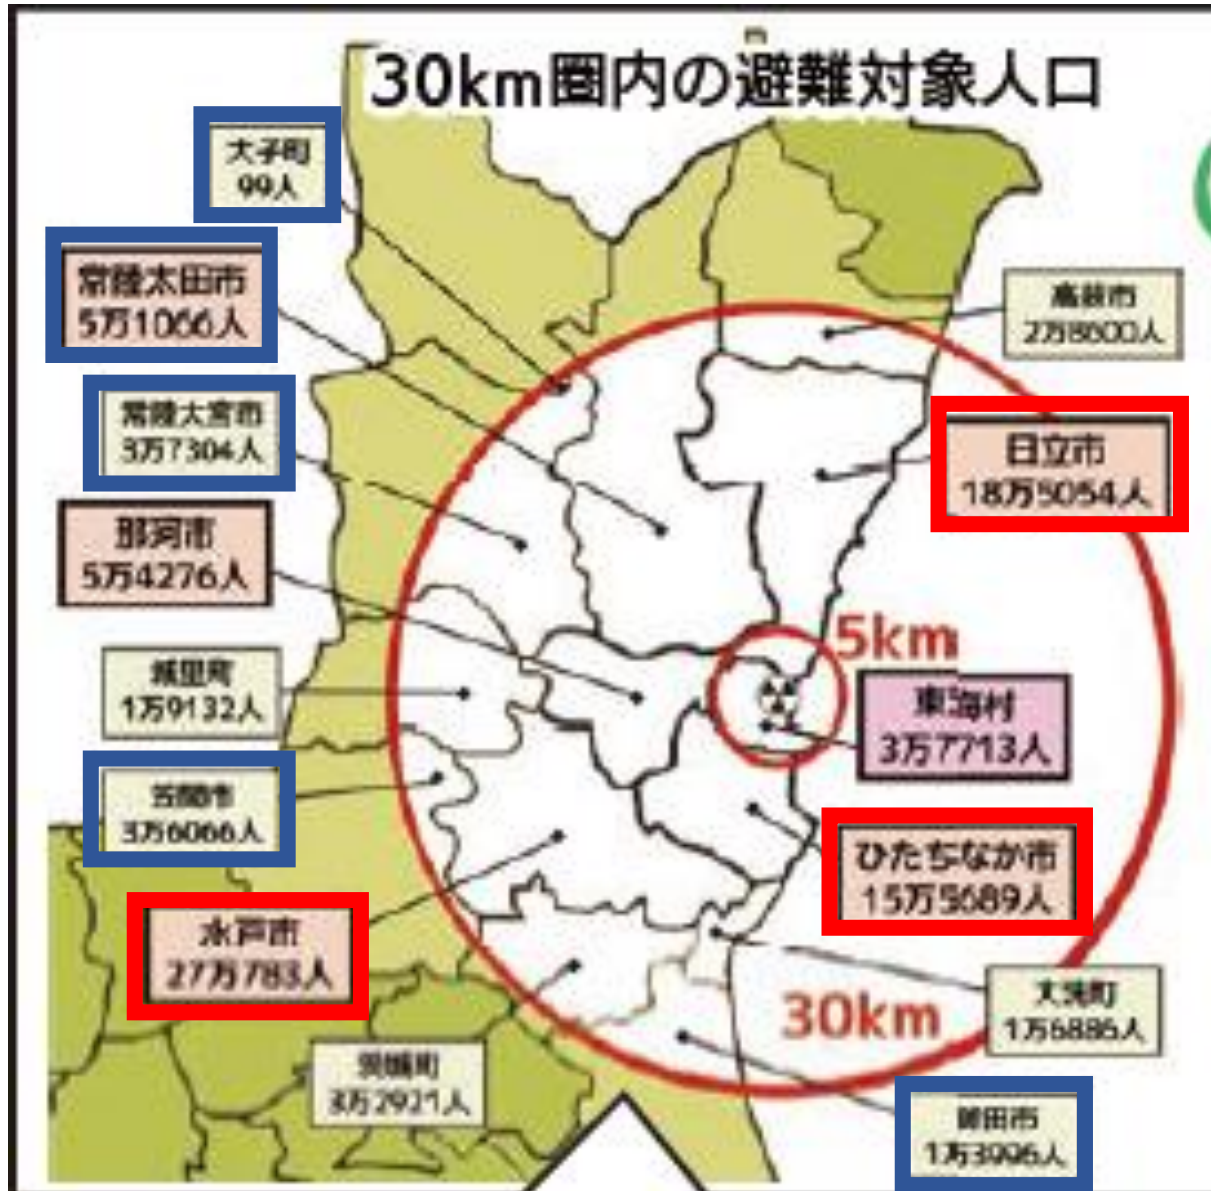 30km圏内の避難対象人口
大子町
99人
常陸太田市
5万1066人
常陸大宮市
3万7304人
那珂市
5万4276人
城里町
1万9132人
笠間市
3万6066人
水戸市
27万783人
茨城町
3万2921人
高萩市
2万8600人
日立市
18万5054人
5km
東海村
3万7713人
ひたちなか市
15万5689人
30km
大洗町
1万6886人
鉾田市
1万3996人